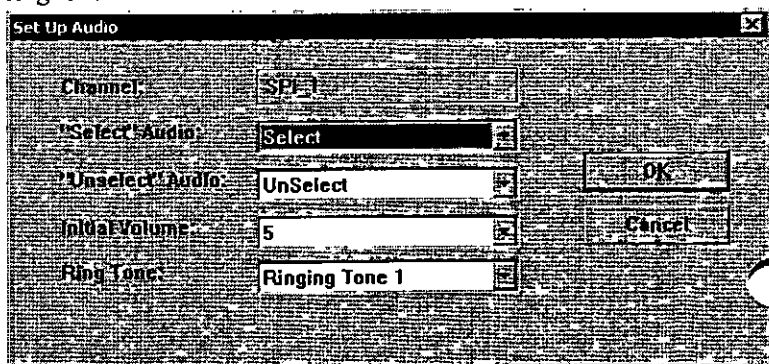 Set Up Audio
Channel:
"Select" Audio: Select
"Unselect" Audio: UnSelect
OK
Initial Volume: 5
Cancel
Ring Tone: Ringing Tone 1